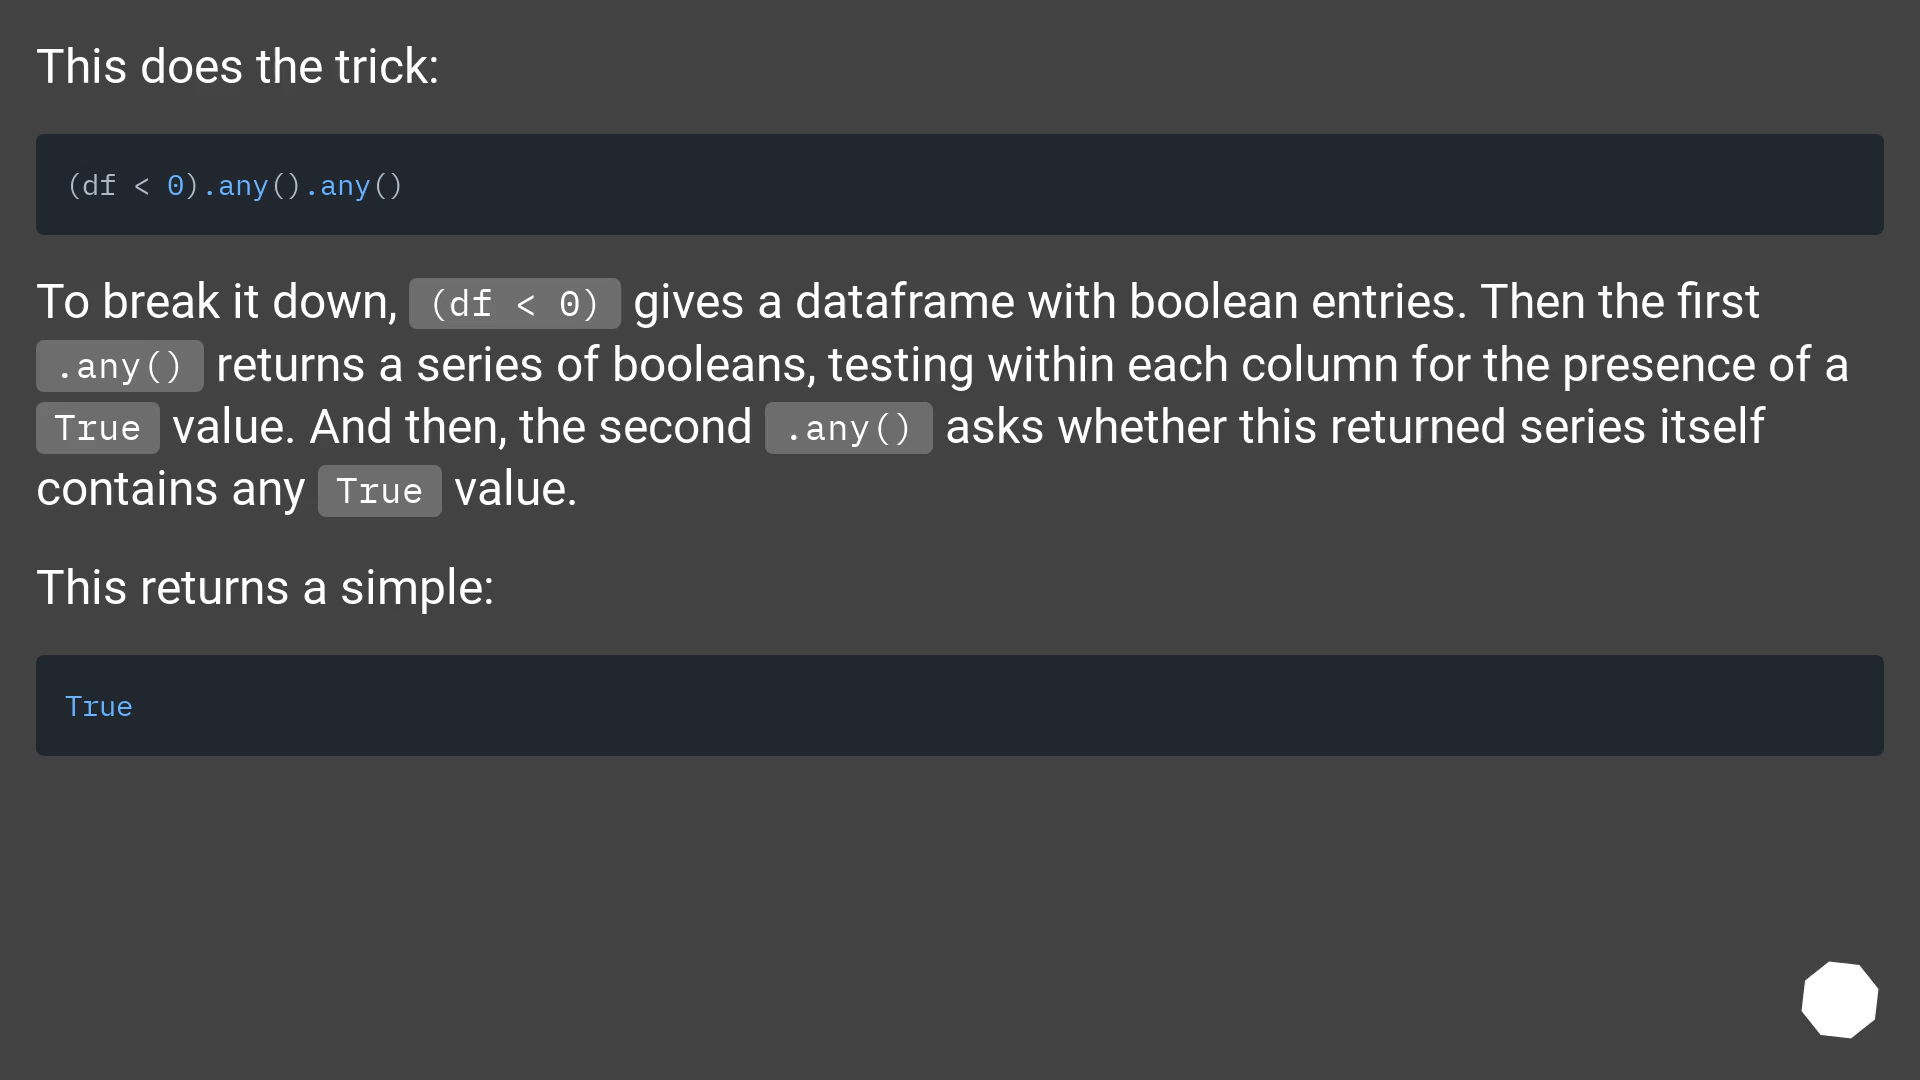 This does the trick:
(df < 0).any().any()
To break it down, (df < 0) gives a dataframe with boolean entries. Then the first
.any() returns a series of booleans, testing within each column for the presence of a
True value. And then, the second .any() asks whether this returned series itself
contains any True value.
This returns a simple:
True